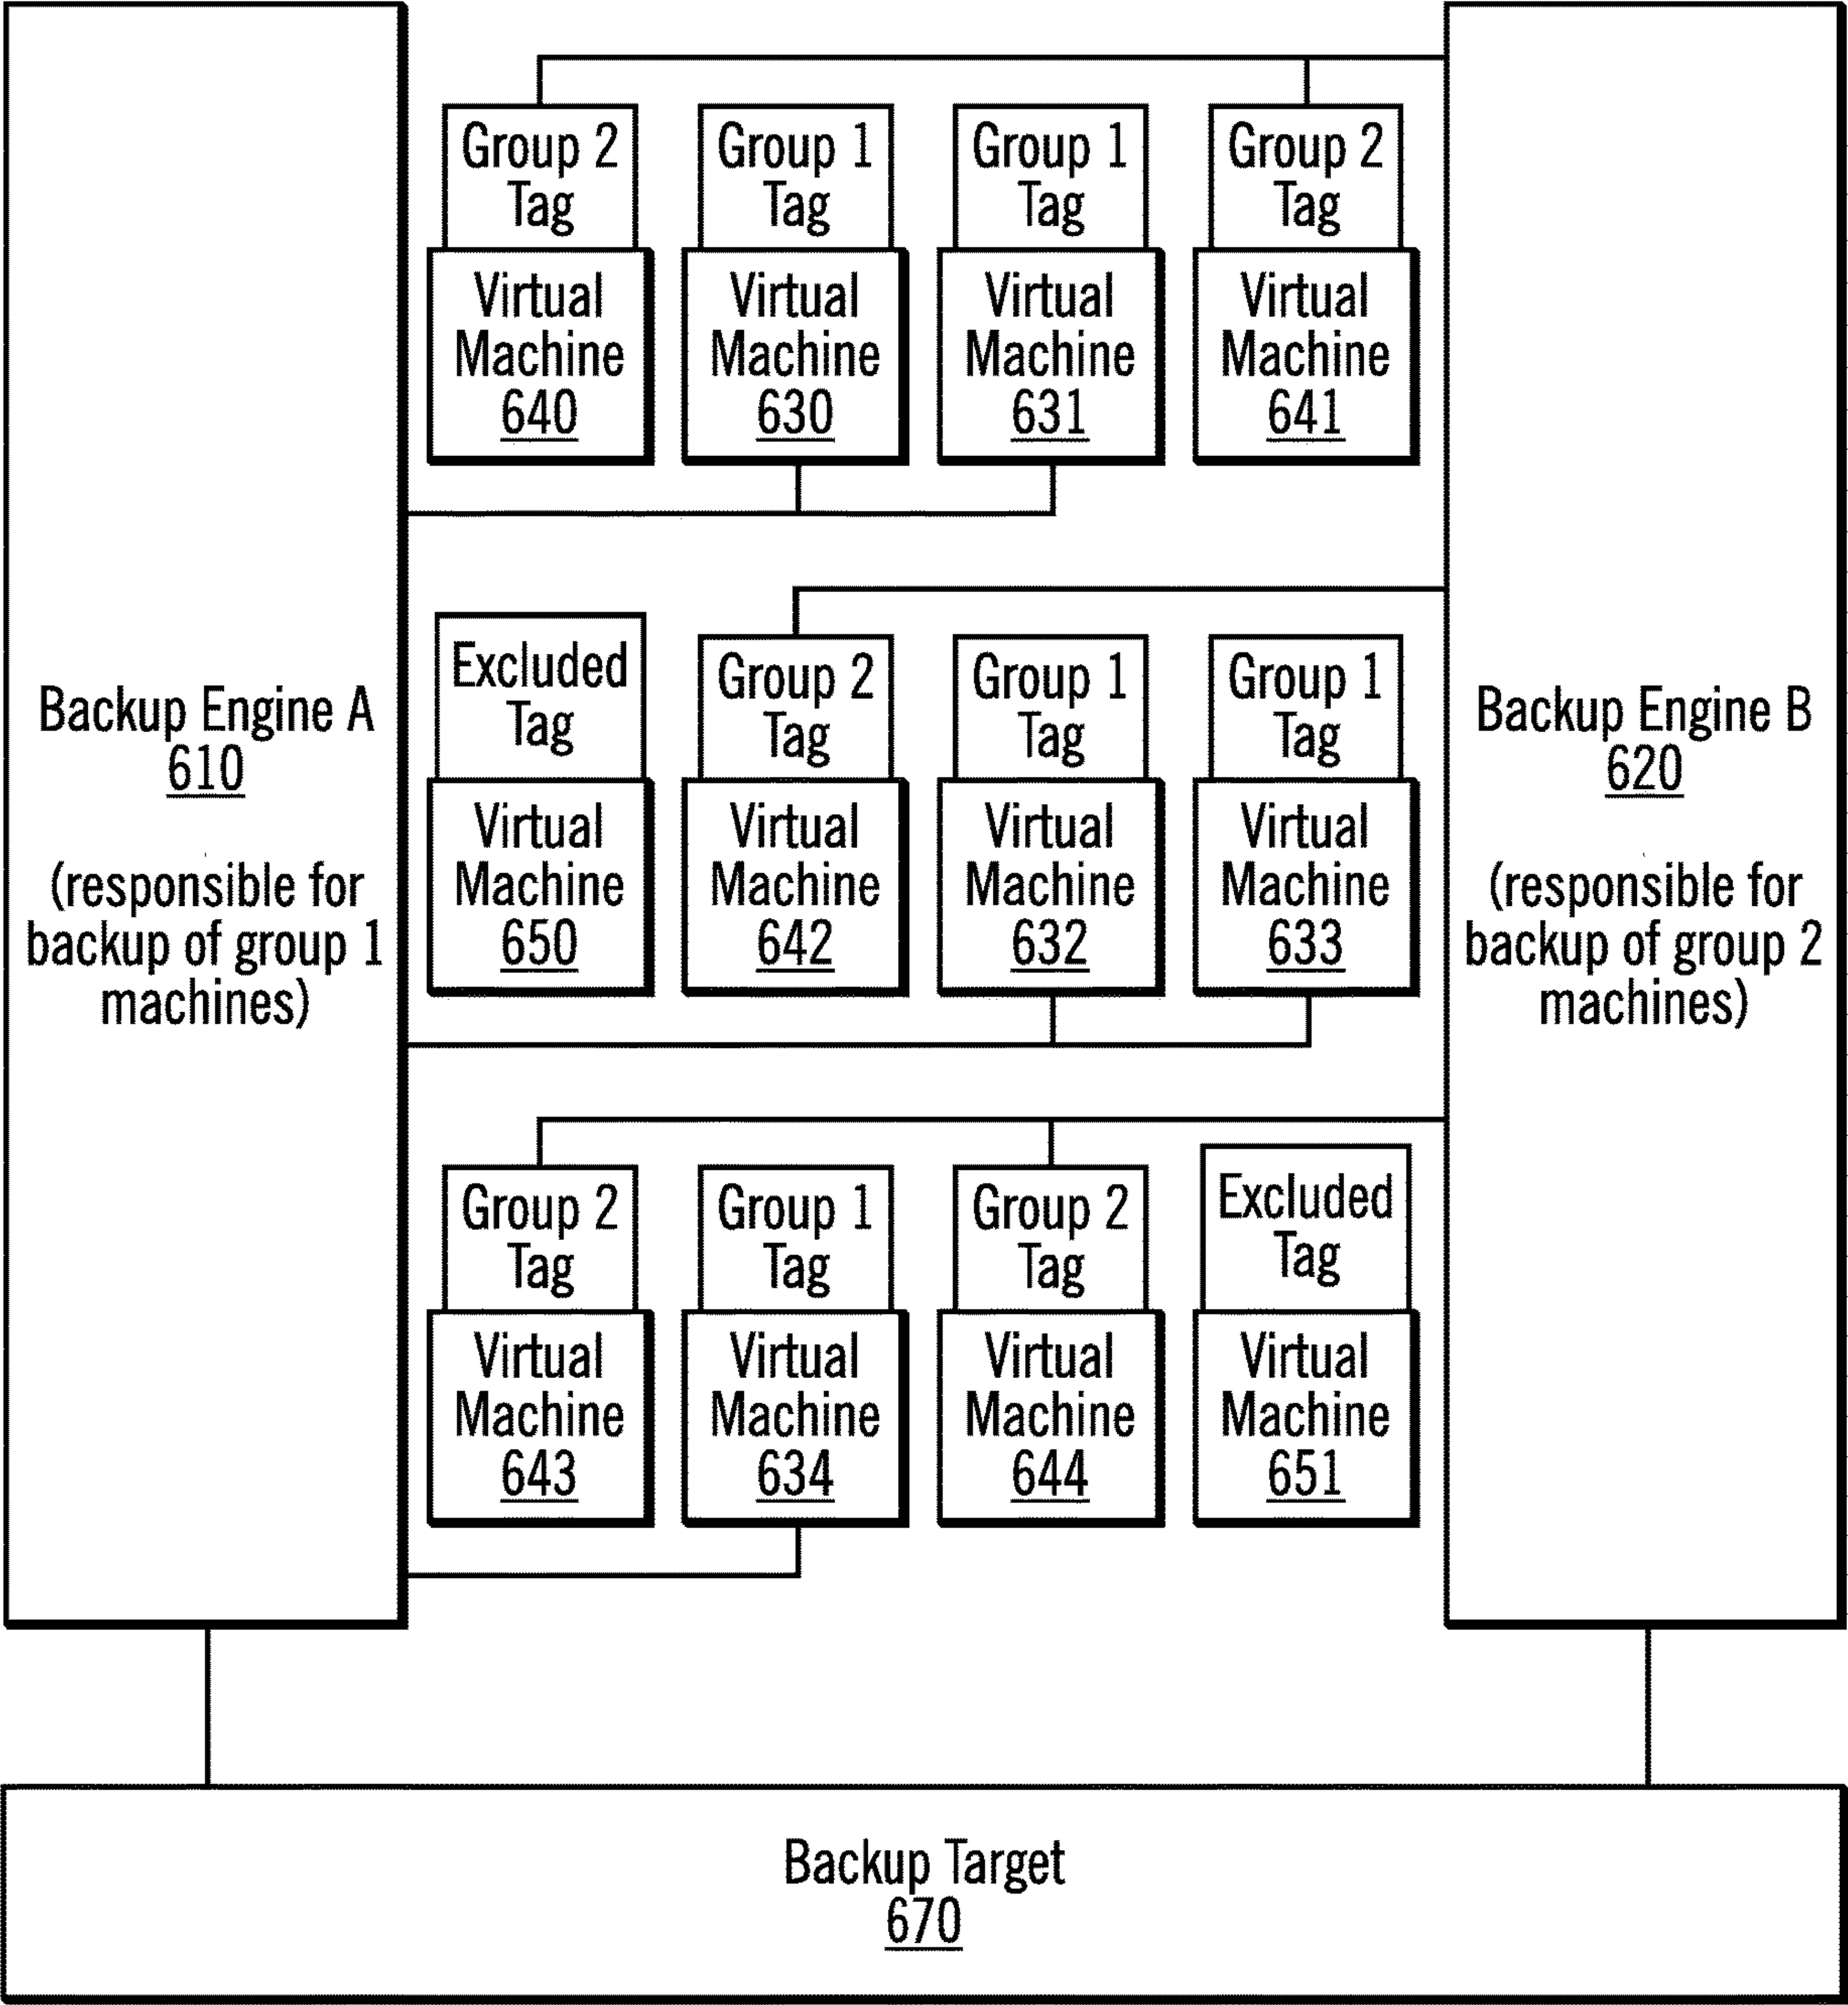 Backup Engine A
610
(responsible for
backup of group 1
machines)
Group 2
Tag
Virtual
Machine
640
Group 1
Tag
Virtual
Machine
630
Group 1
Tag
Virtual
Machine
631
Group 2
Tag
Virtual
Machine
641
Excluded
Tag
Virtual
Machine
650
Group 2
Tag
Virtual
Machine
642
Group 1
Tag
Virtual
Machine
632
Group 1
Tag
Virtual
Machine
633
Group 2
Tag
Virtual
Machine
643
Group 1
Tag
Virtual
Machine
634
Group 2
Tag
Virtual
Machine
644
Excluded
Tag
Virtual
Machine
651
Backup Engine B
620
(responsible for
backup of group 2
machines)
Backup Target
670